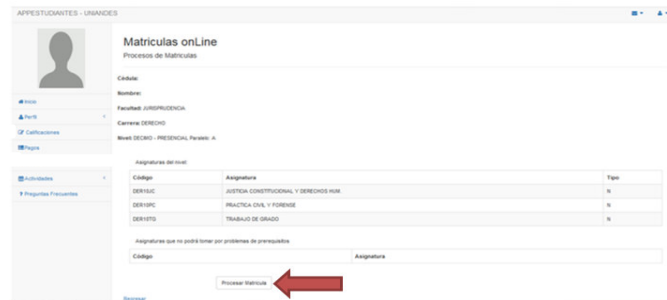 APPESTUDIANTES - UNIANDES
Matriculas onLine
Procesos de Matriculas
Cédula:
Nombre:
Facultad: JURISPRUDENCIA
Carrera: DERECHO
Nivel: DECIMO - PRESENCIAL Paralelo: A
Inicio
Perfil
Calificaciones
Pagos
Actividades
Preguntas Frecuentes
Asignaturas del nivel
Código Asignatura Tipo
DER10JC JUSTICIA CONSTITUCIONAL Y DERECHOS HUM. N
DER10PC PRACTICA CIVIL Y FORENSE N
DER10TG TRABAJO DE GRADO N
Asignaturas que no podrá tomar por problemas de prerequisitos
Código Asignatura
Procesar Matricula
Regresar